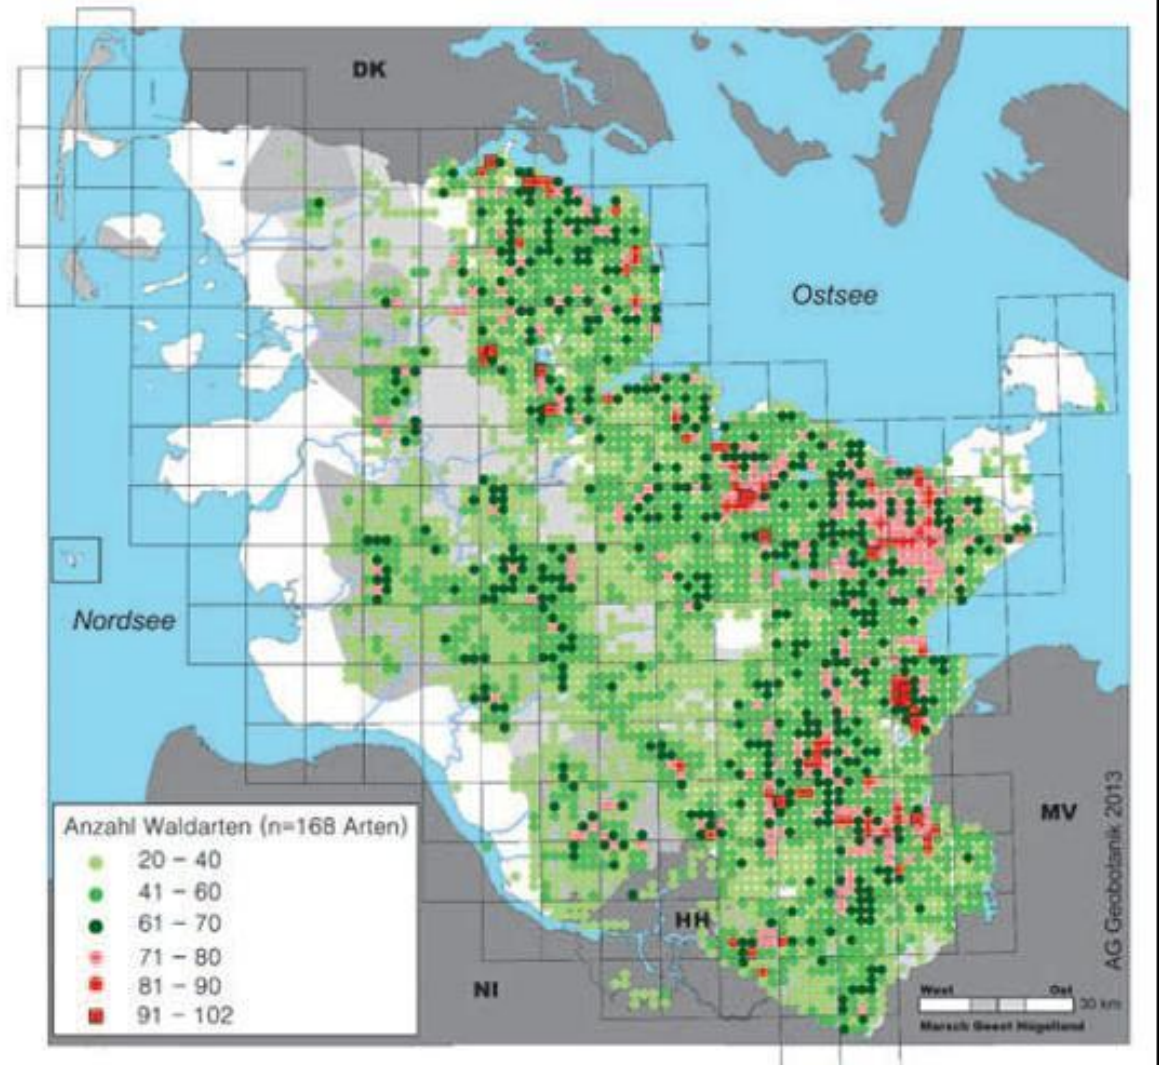 DK
Ostsee
Nordsee
Anzahl Waldarten (n=168 Arten)
20 – 40
41 – 60
61 – 70
71 – 80
81 – 90
91 – 102
HH
NI
MV
AG Geobotanik 2013
West Ost
30 km
Marsch Geest Hügelland